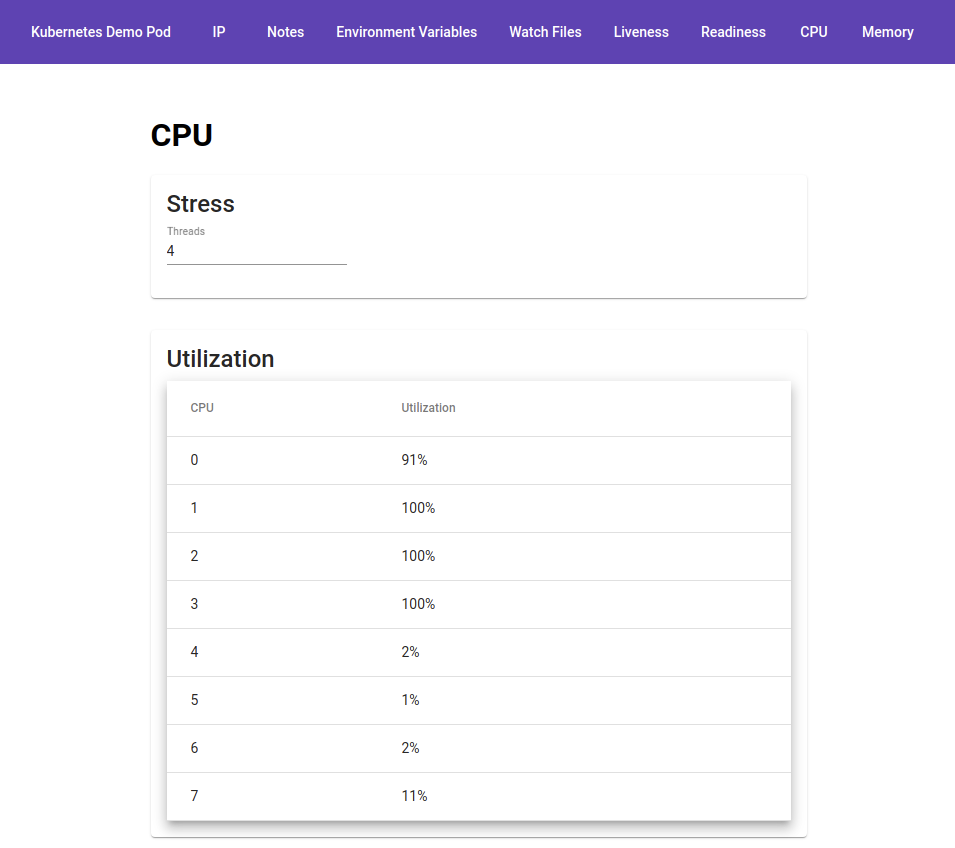 Kubernetes Demo Pod IP Notes Environment Variables Watch Files Liveness Readiness CPU Memory
CPU
Stress
Threads
4
Utilization
CPU Utilization
0 91%
1 100%
2 100%
3 100%
4 2%
5 1%
6 2%
7 11%